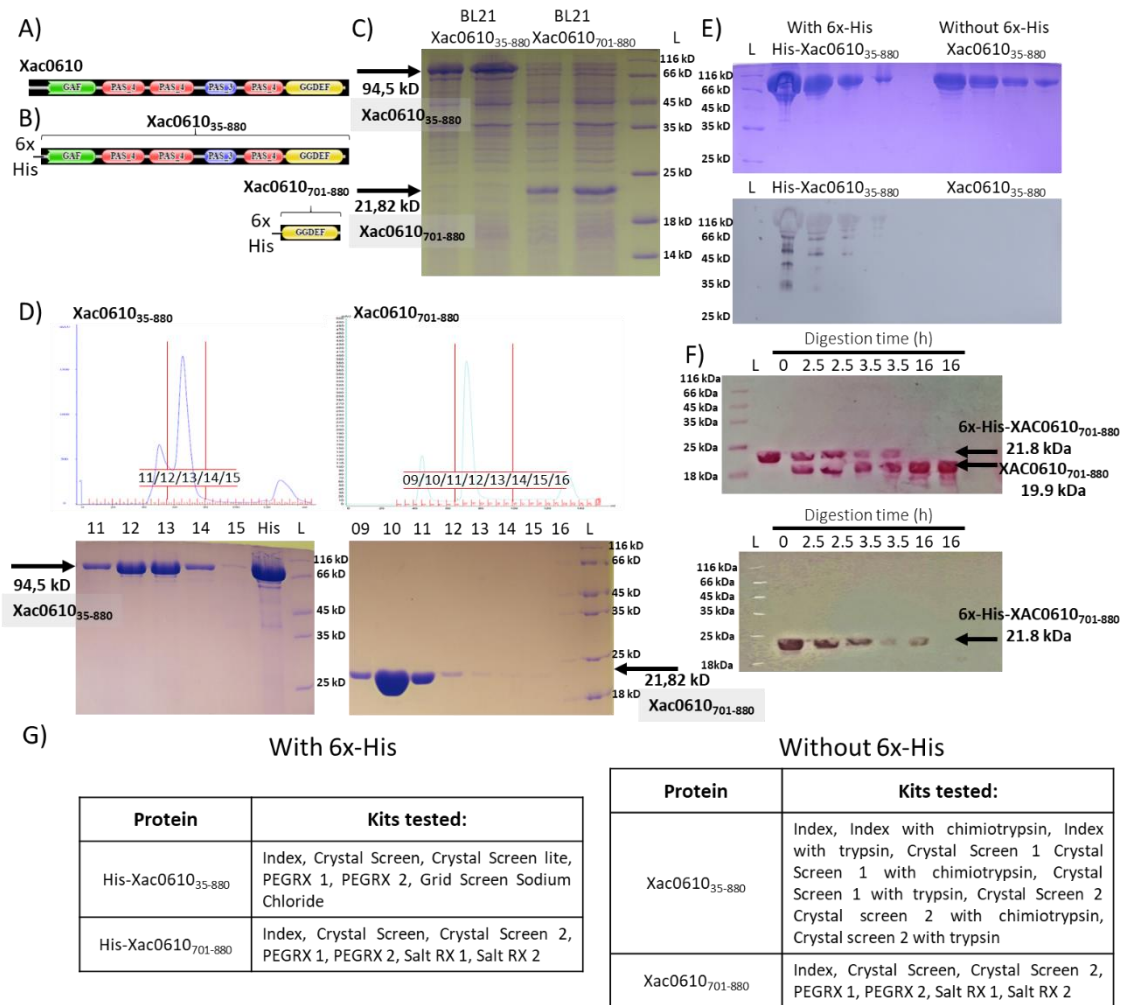 A)
Xac0610
GAF PAS_4 PAS_4 PAS_3 PAS_4 GGDEF
B)
Xac0610₃₅₋₈₈₀
6x
His
GAF PAS_4 PAS_4 PAS_3 PAS_4 GGDEF
Xac0610₇₀₁₋₈₈₀
6x
His
GGDEF
C)
BL21 BL21
Xac0610₃₅₋₈₈₀ Xac0610₇₀₁₋₈₈₀ L
94,5 kD
Xac0610₃₅₋₈₈₀
21,82 kD
Xac0610₇₀₁₋₈₈₀
116 kD
66 kD
45 kD
35 kD
25 kD
18 kD
14 kD
D)
Xac0610₃₅₋₈₈₀
11/12/13/14/15
Xac0610₇₀₁₋₈₈₀
09/10/11/12/13/14/15/16
11 12 13 14 15 His L
94,5 kD
Xac0610₃₅₋₈₈₀
116 kD
66 kD
45 kD
35 kD
25 kD
09 10 11 12 13 14 15 16 L
116 kD
66 kD
45 kD
35 kD
25 kD
18 kD
21,82 kD
Xac0610₇₀₁₋₈₈₀
E)
With 6x-His Without 6x-His
L His-Xac0610₃₅₋₈₈₀ Xac0610₃₅₋₈₈₀
116 kD
66 kD
45 kD
35 kD
25 kD
L His-Xac0610₃₅₋₈₈₀ Xac0610₃₅₋₈₈₀
116 kD
66 kD
45 kD
35 kD
25 kD
F)
Digestion time (h)
L 0 2.5 2.5 3.5 3.5 16 16
116 kDa
66 kDa
45 kDa
35 kDa
25 kDa
18 kDa
6x-His-XAC0610₇₀₁₋₈₈₀
21.8 kDa
XAC0610₇₀₁₋₈₈₀
19.9 kDa
Digestion time (h)
L 0 2.5 2.5 3.5 3.5 16 16
116 kDa
66 kDa
45 kDa
35 kDa
25 kDa
18kDa
6x-His-XAC0610₇₀₁₋₈₈₀
21.8 kDa
G)
With 6x-His
Protein Kits tested:
His-Xac0610₃₅₋₈₈₀
Index, Crystal Screen, Crystal Screen lite,
PEGRX 1, PEGRX 2, Grid Screen Sodium
Chloride
His-Xac0610₇₀₁₋₈₈₀
Index, Crystal Screen, Crystal Screen 2,
PEGRX 1, PEGRX 2, Salt RX 1, Salt RX 2
Without 6x-His
Protein Kits tested:
Xac0610₃₅₋₈₈₀
Index, Index with chimiotrypsin, Index
with trypsin, Crystal Screen 1 Crystal
Screen 1 with chimiotrypsin, Crystal
Screen 1 with trypsin, Crystal Screen 2
Crystal screen 2 with chimiotrypsin,
Crystal screen 2 with trypsin
Xac0610₇₀₁₋₈₈₀
Index, Crystal Screen, Crystal Screen 2,
PEGRX 1, PEGRX 2, Salt RX 1, Salt RX 2